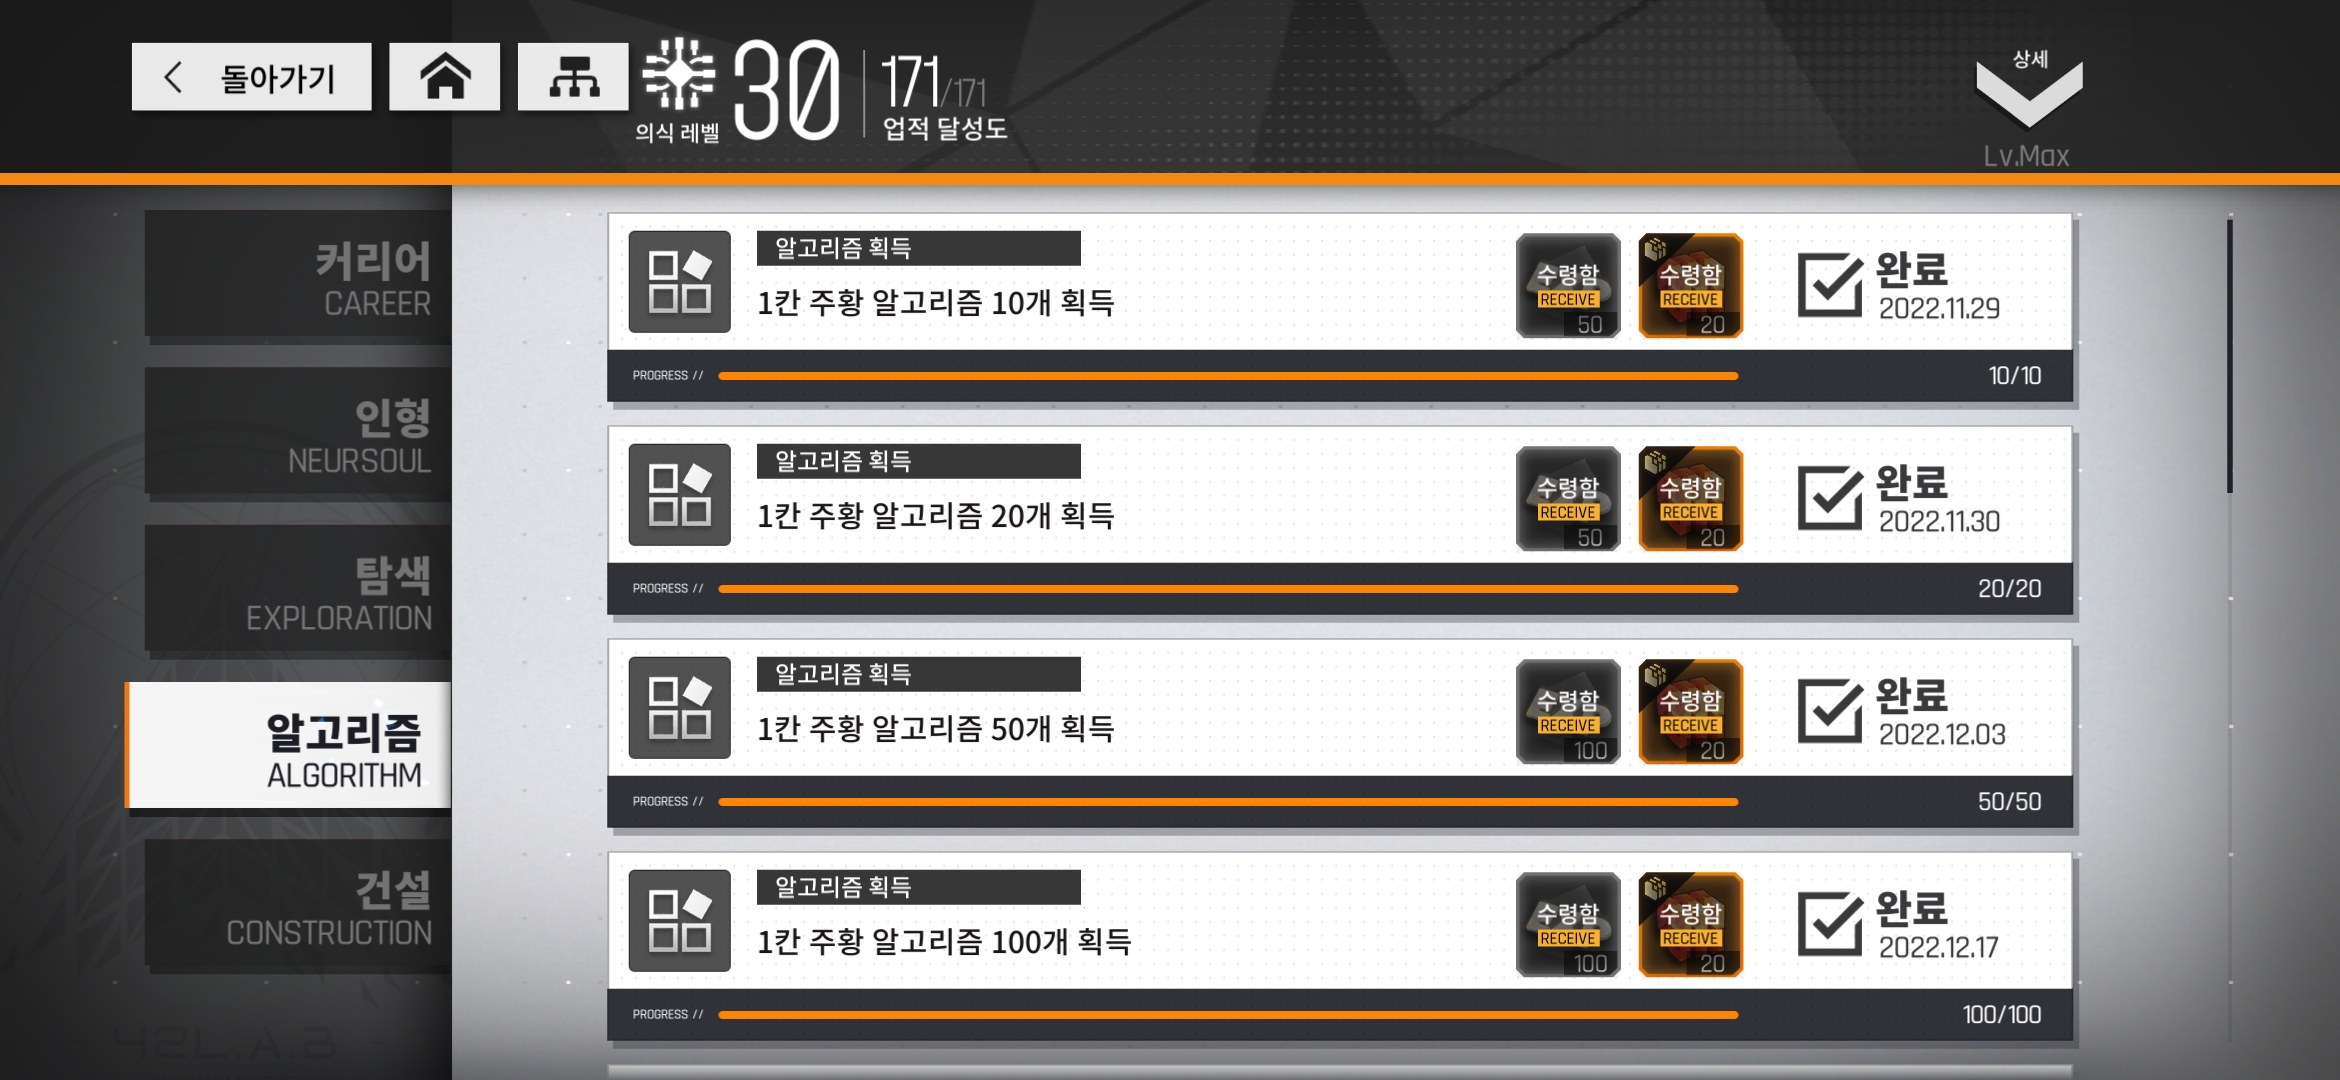 돌아가기
의식 레벨
30
171/171
업적 달성도
상세
Lv.Max
커리어
CAREER
인형
NEURSOUL
탐색
EXPLORATION
알고리즘
ALGORITHM
건설
CONSTRUCTION
42L.A.B
알고리즘 획득
1칸 주황 알고리즘 10개 획득
수령함
RECEIVE
50
수령함
RECEIVE
20
완료
2022.11.29
PROGRESS //
10/10
알고리즘 획득
1칸 주황 알고리즘 20개 획득
수령함
RECEIVE
50
수령함
RECEIVE
20
완료
2022.11.30
PROGRESS //
20/20
알고리즘 획득
1칸 주황 알고리즘 50개 획득
수령함
RECEIVE
100
수령함
RECEIVE
20
완료
2022.12.03
PROGRESS //
50/50
알고리즘 획득
1칸 주황 알고리즘 100개 획득
수령함
RECEIVE
100
수령함
RECEIVE
20
완료
2022.12.17
PROGRESS //
100/100